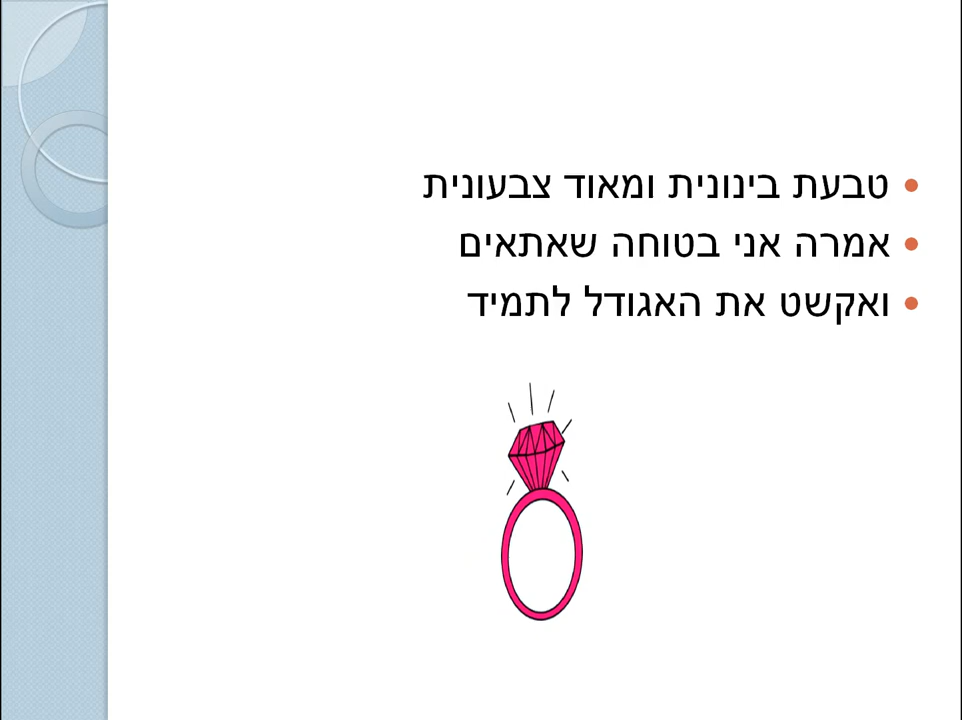 טבעת בינונית ומאוד צבעונית
אמרה אני בטוחה שאתאים
ואקשט את האגודל לתמיד